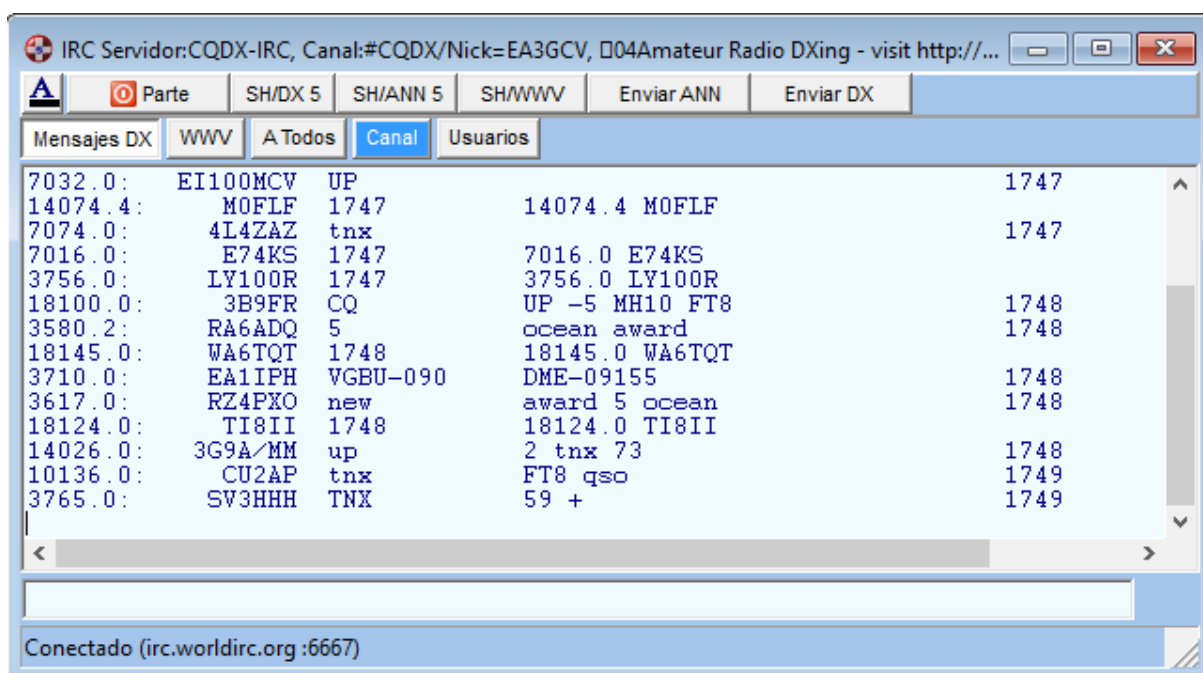 IRC Servidor:CQDX-IRC, Canal:#CQDX/Nick=EA3GCV, □04Amateur Radio DXing - visit http://...
A Parte SH/DX 5 SH/ANN 5 SH/WWV Enviar ANN Enviar DX
Mensajes DX WWV A Todos Canal Usuarios
7032.0: EI100MCV UP 1747
14074.4: M0FLF 1747 14074.4 M0FLF
7074.0: 4L4ZAZ tnx 1747
7016.0: E74KS 1747 7016.0 E74KS
3756.0: LY100R 1747 3756.0 LY100R
18100.0: 3B9FR CQ UP -5 MH10 FT8 1748
3580.2: RA6ADQ 5 ocean award 1748
18145.0: WA6TQT 1748 18145.0 WA6TQT
3710.0: EA1IPH VGBU-090 DME-09155 1748
3617.0: RZ4PXO new award 5 ocean 1748
18124.0: TI8II 1748 18124.0 TI8II
14026.0: 3G9A/MM up 2 tnx 73 1748
10136.0: CU2AP tnx FT8 qso 1749
3765.0: SV3HHH TNX 59 + 1749
Conectado (irc.worldirc.org :6667)